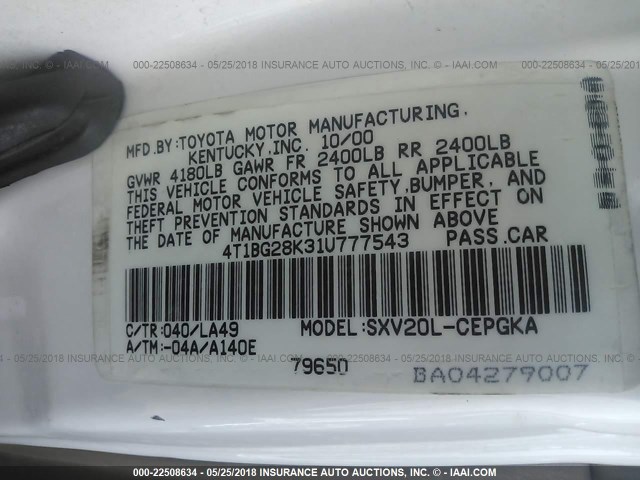 000-22508634 - 05/25/2018 INSURANCE AUTO AUCTIONS, INC. - © - IAAI.COM
MFD.BY:TOYOTA MOTOR MANUFACTURING,
KENTUCKY,INC. 10/00
GVWR 4180LB GAWR FR 2400LB RR 2400LB
THIS VEHICLE CONFORMS TO ALL APPLICABLE
FEDERAL MOTOR VEHICLE SAFETY,BUMPER, AND
THEFT PREVENTION STANDARDS IN EFFECT ON
THE DATE OF MANUFACTURE SHOWN ABOVE
4T1BG28K31U777543 PASS.CAR
C/TR:040/LA49 MODEL:SXV20L-CEPGKA
A/TM:-04A/A140E
79650 BA04279007
000-22508634 - 05/25/2018 INSURANCE AUTO AUCTIONS, INC. - © - IAAI.COM